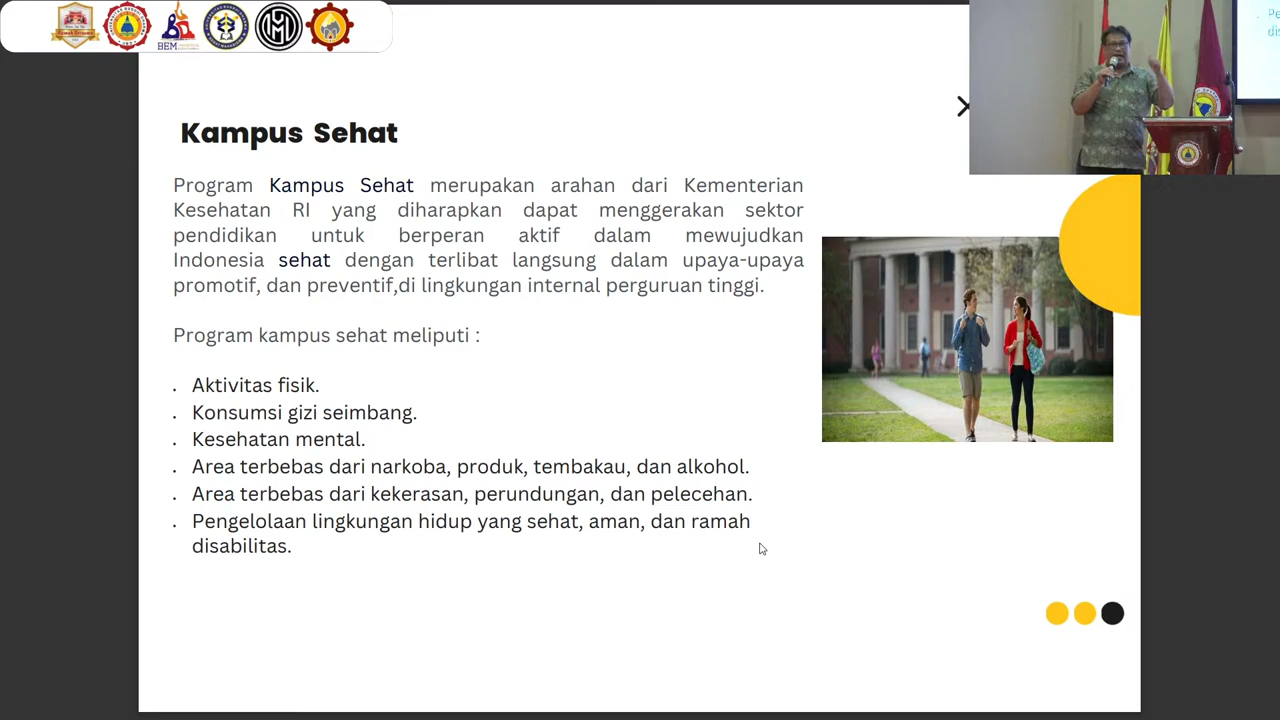 BEM
Kampus Sehat
Program Kampus Sehat merupakan arahan dari Kementerian
Kesehatan RI yang diharapkan dapat menggerakan sektor
pendidikan untuk berperan aktif dalam mewujudkan
Indonesia sehat dengan terlibat langsung dalam upaya-upaya
promotif, dan preventif,di lingkungan internal perguruan tinggi.
Program kampus sehat meliputi :
. Aktivitas fisik.
. Konsumsi gizi seimbang.
. Kesehatan mental.
. Area terbebas dari narkoba, produk, tembakau, dan alkohol.
. Area terbebas dari kekerasan, perundungan, dan pelecehan.
. Pengelolaan lingkungan hidup yang sehat, aman, dan ramah
disabilitas.